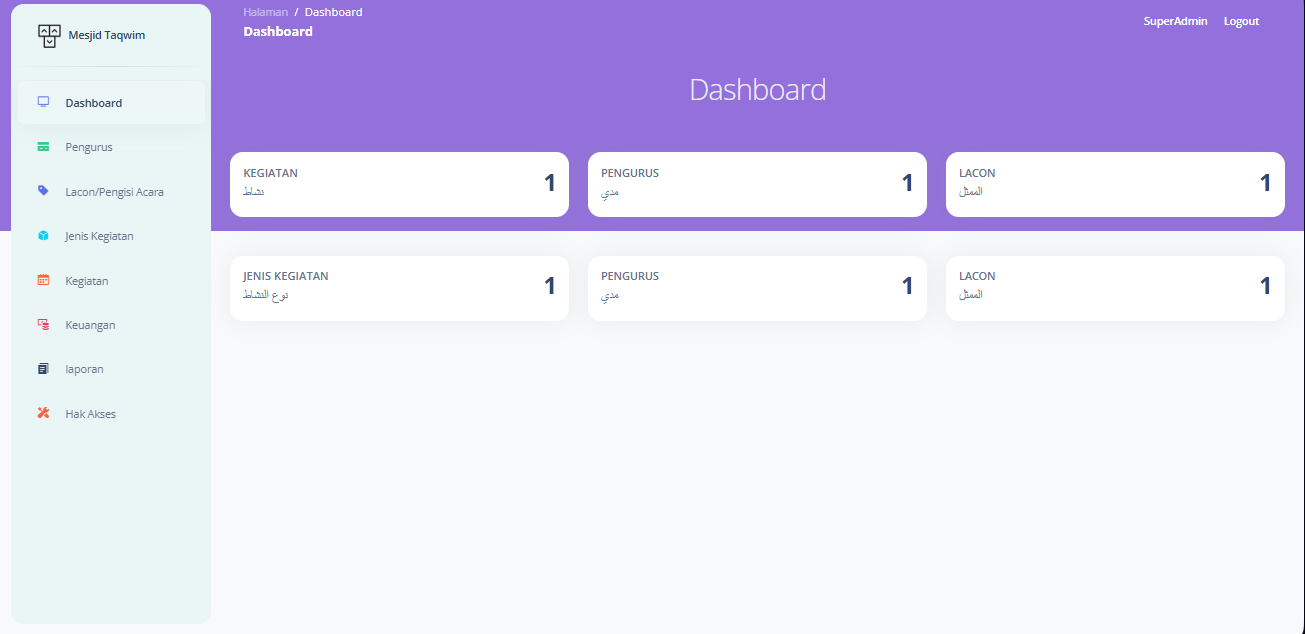 Mesjid Taqwim
Dashboard
Pengurus
Lacon/Pengisi Acara
Jenis Kegiatan
Kegiatan
Keuangan
laporan
Hak Akses
Halaman / Dashboard
Dashboard
SuperAdmin Logout
Dashboard
KEGIATAN
نشاط
1
PENGURUS
مدي
1
LACON
الممثل
1
JENIS KEGIATAN
نوع النشاط
1
PENGURUS
مدي
1
LACON
الممثل
1